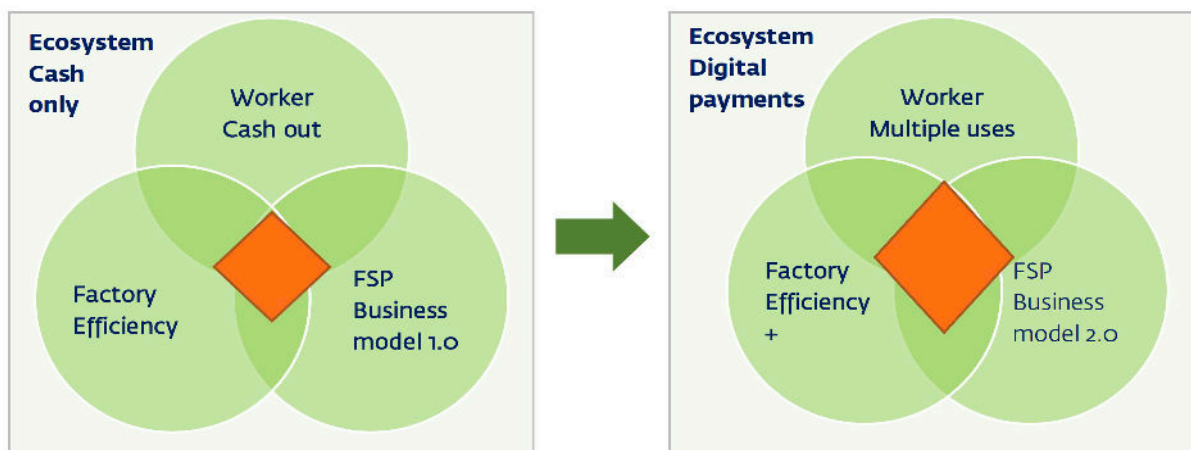 Ecosystem
Cash
only
Worker
Cash out
Factory
Efficiency
FSP
Business
model 1.0
Ecosystem
Digital
payments
Worker
Multiple uses
Factory
Efficiency
+
FSP
Business
model 2.0